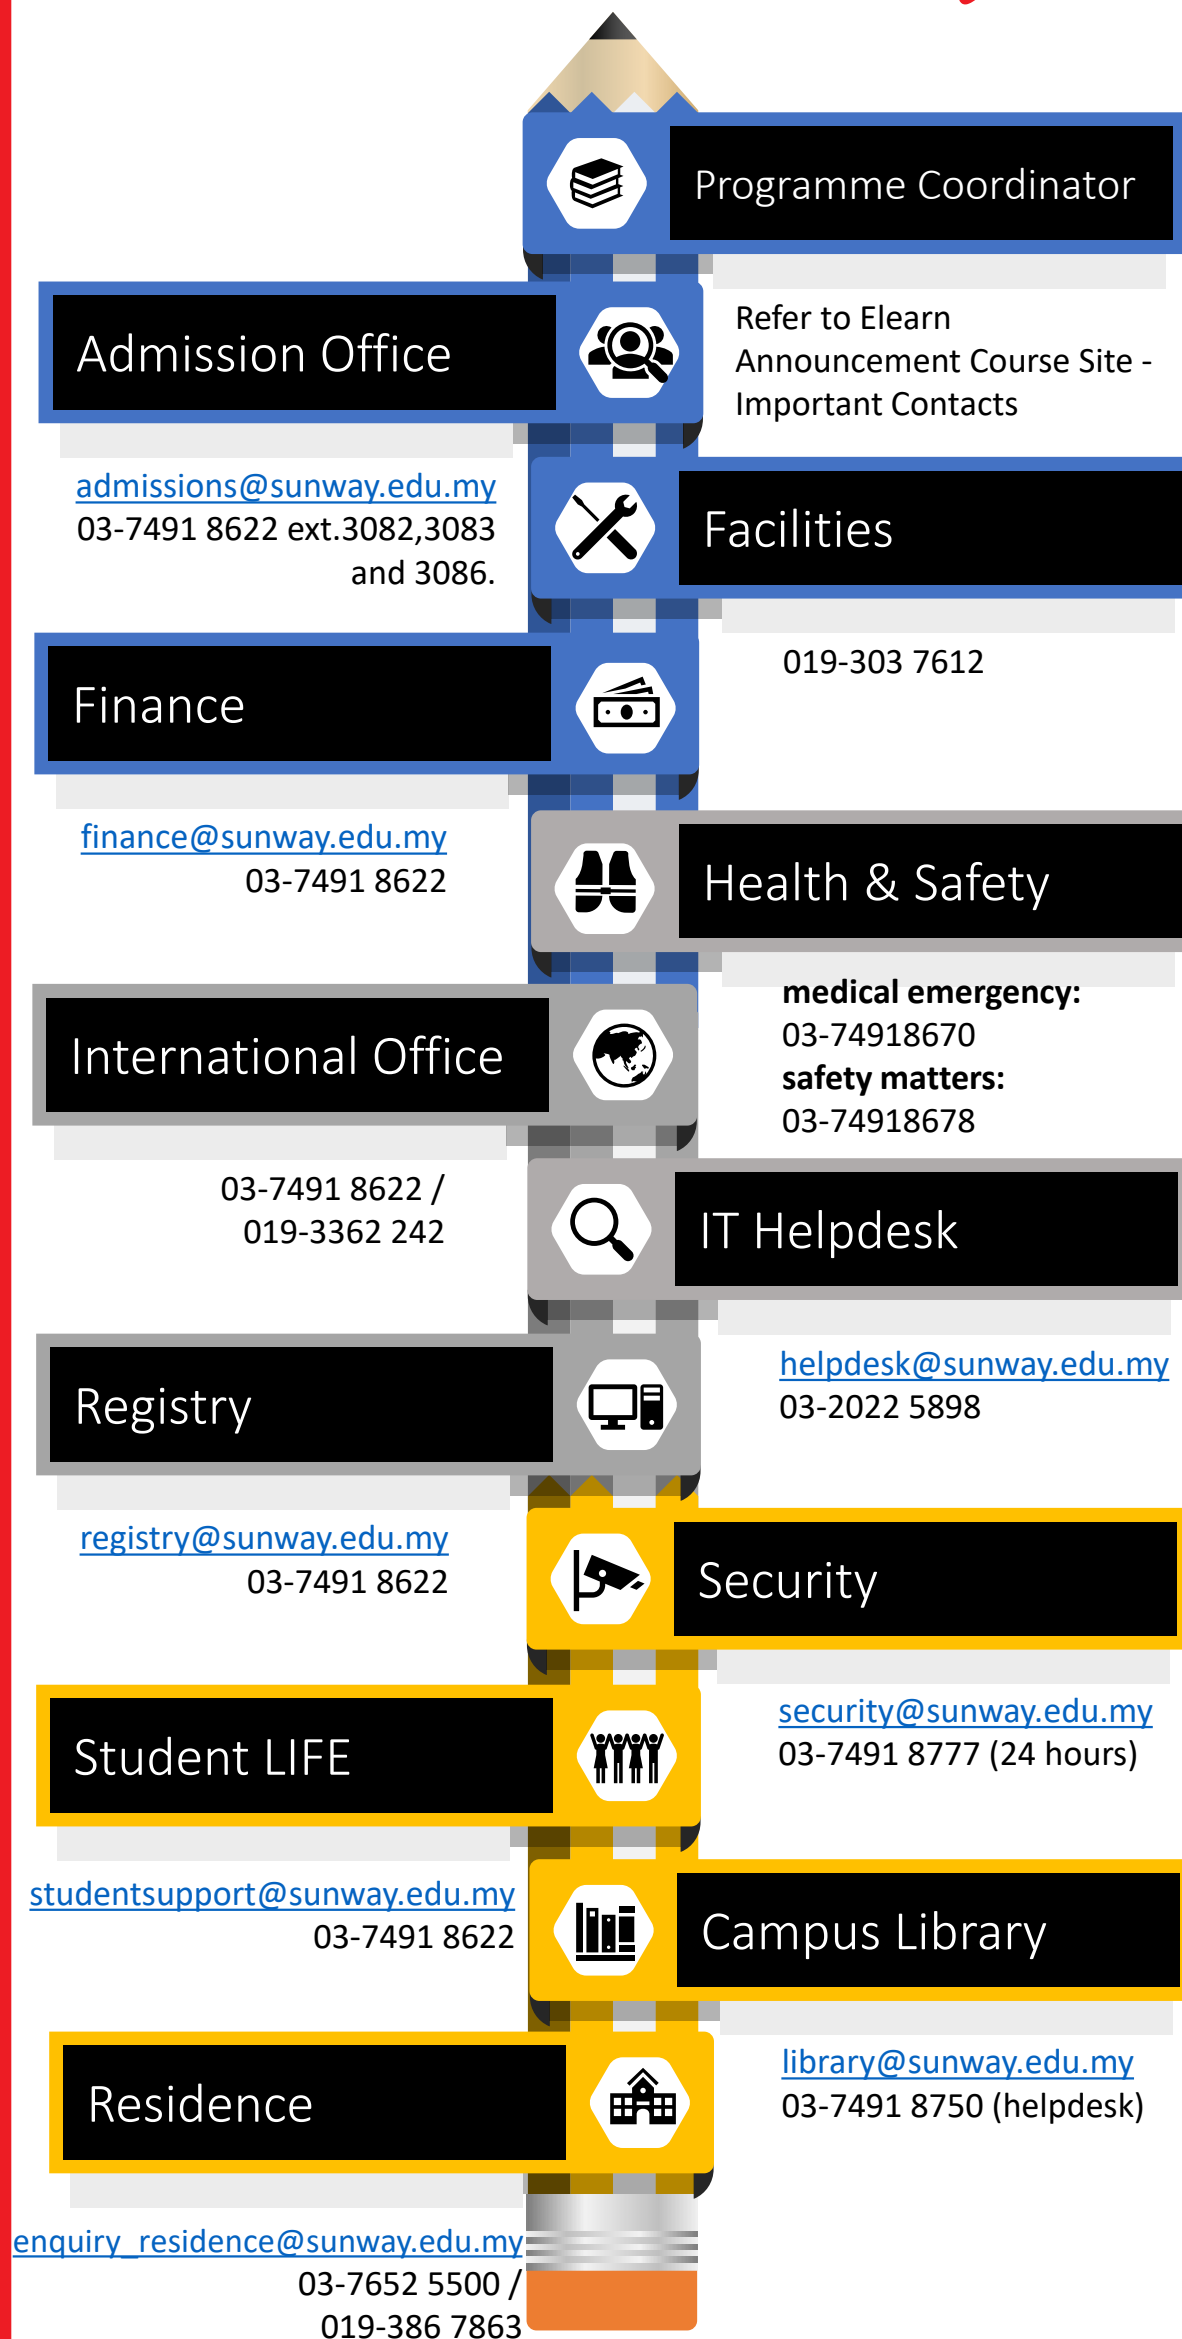 Programme Coordinator
Refer to Elearn
Announcement Course Site -
Important Contacts
Admission Office
admissions@sunway.edu.my
03-7491 8622 ext.3082,3083
and 3086.
Facilities
019-303 7612
Finance
finance@sunway.edu.my
03-7491 8622
Health & Safety
medical emergency:
03-74918670
safety matters:
03-74918678
International Office
03-7491 8622 /
019-3362 242
IT Helpdesk
helpdesk@sunway.edu.my
03-2022 5898
Registry
registry@sunway.edu.my
03-7491 8622
Security
security@sunway.edu.my
03-7491 8777 (24 hours)
Student LIFE
studentsupport@sunway.edu.my
03-7491 8622
Campus Library
library@sunway.edu.my
03-7491 8750 (helpdesk)
Residence
enquiry_residence@sunway.edu.my
03-7652 5500 /
019-386 7863